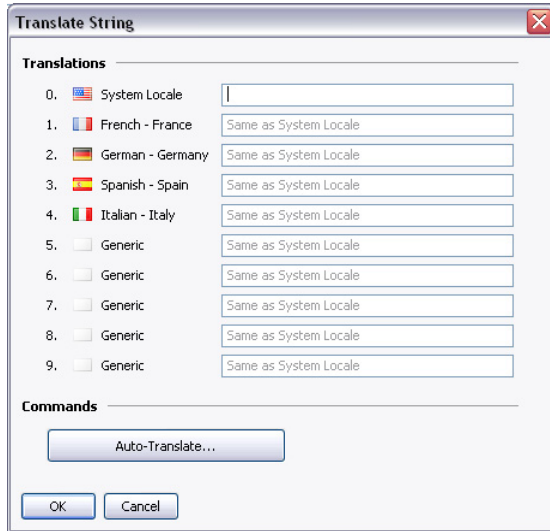 Translate String
Translations
0. System Locale
1. French - France Same as System Locale
2. German - Germany Same as System Locale
3. Spanish - Spain Same as System Locale
4. Italian - Italy Same as System Locale
5. Generic Same as System Locale
6. Generic Same as System Locale
7. Generic Same as System Locale
8. Generic Same as System Locale
9. Generic Same as System Locale
Commands
Auto-Translate...
OK Cancel